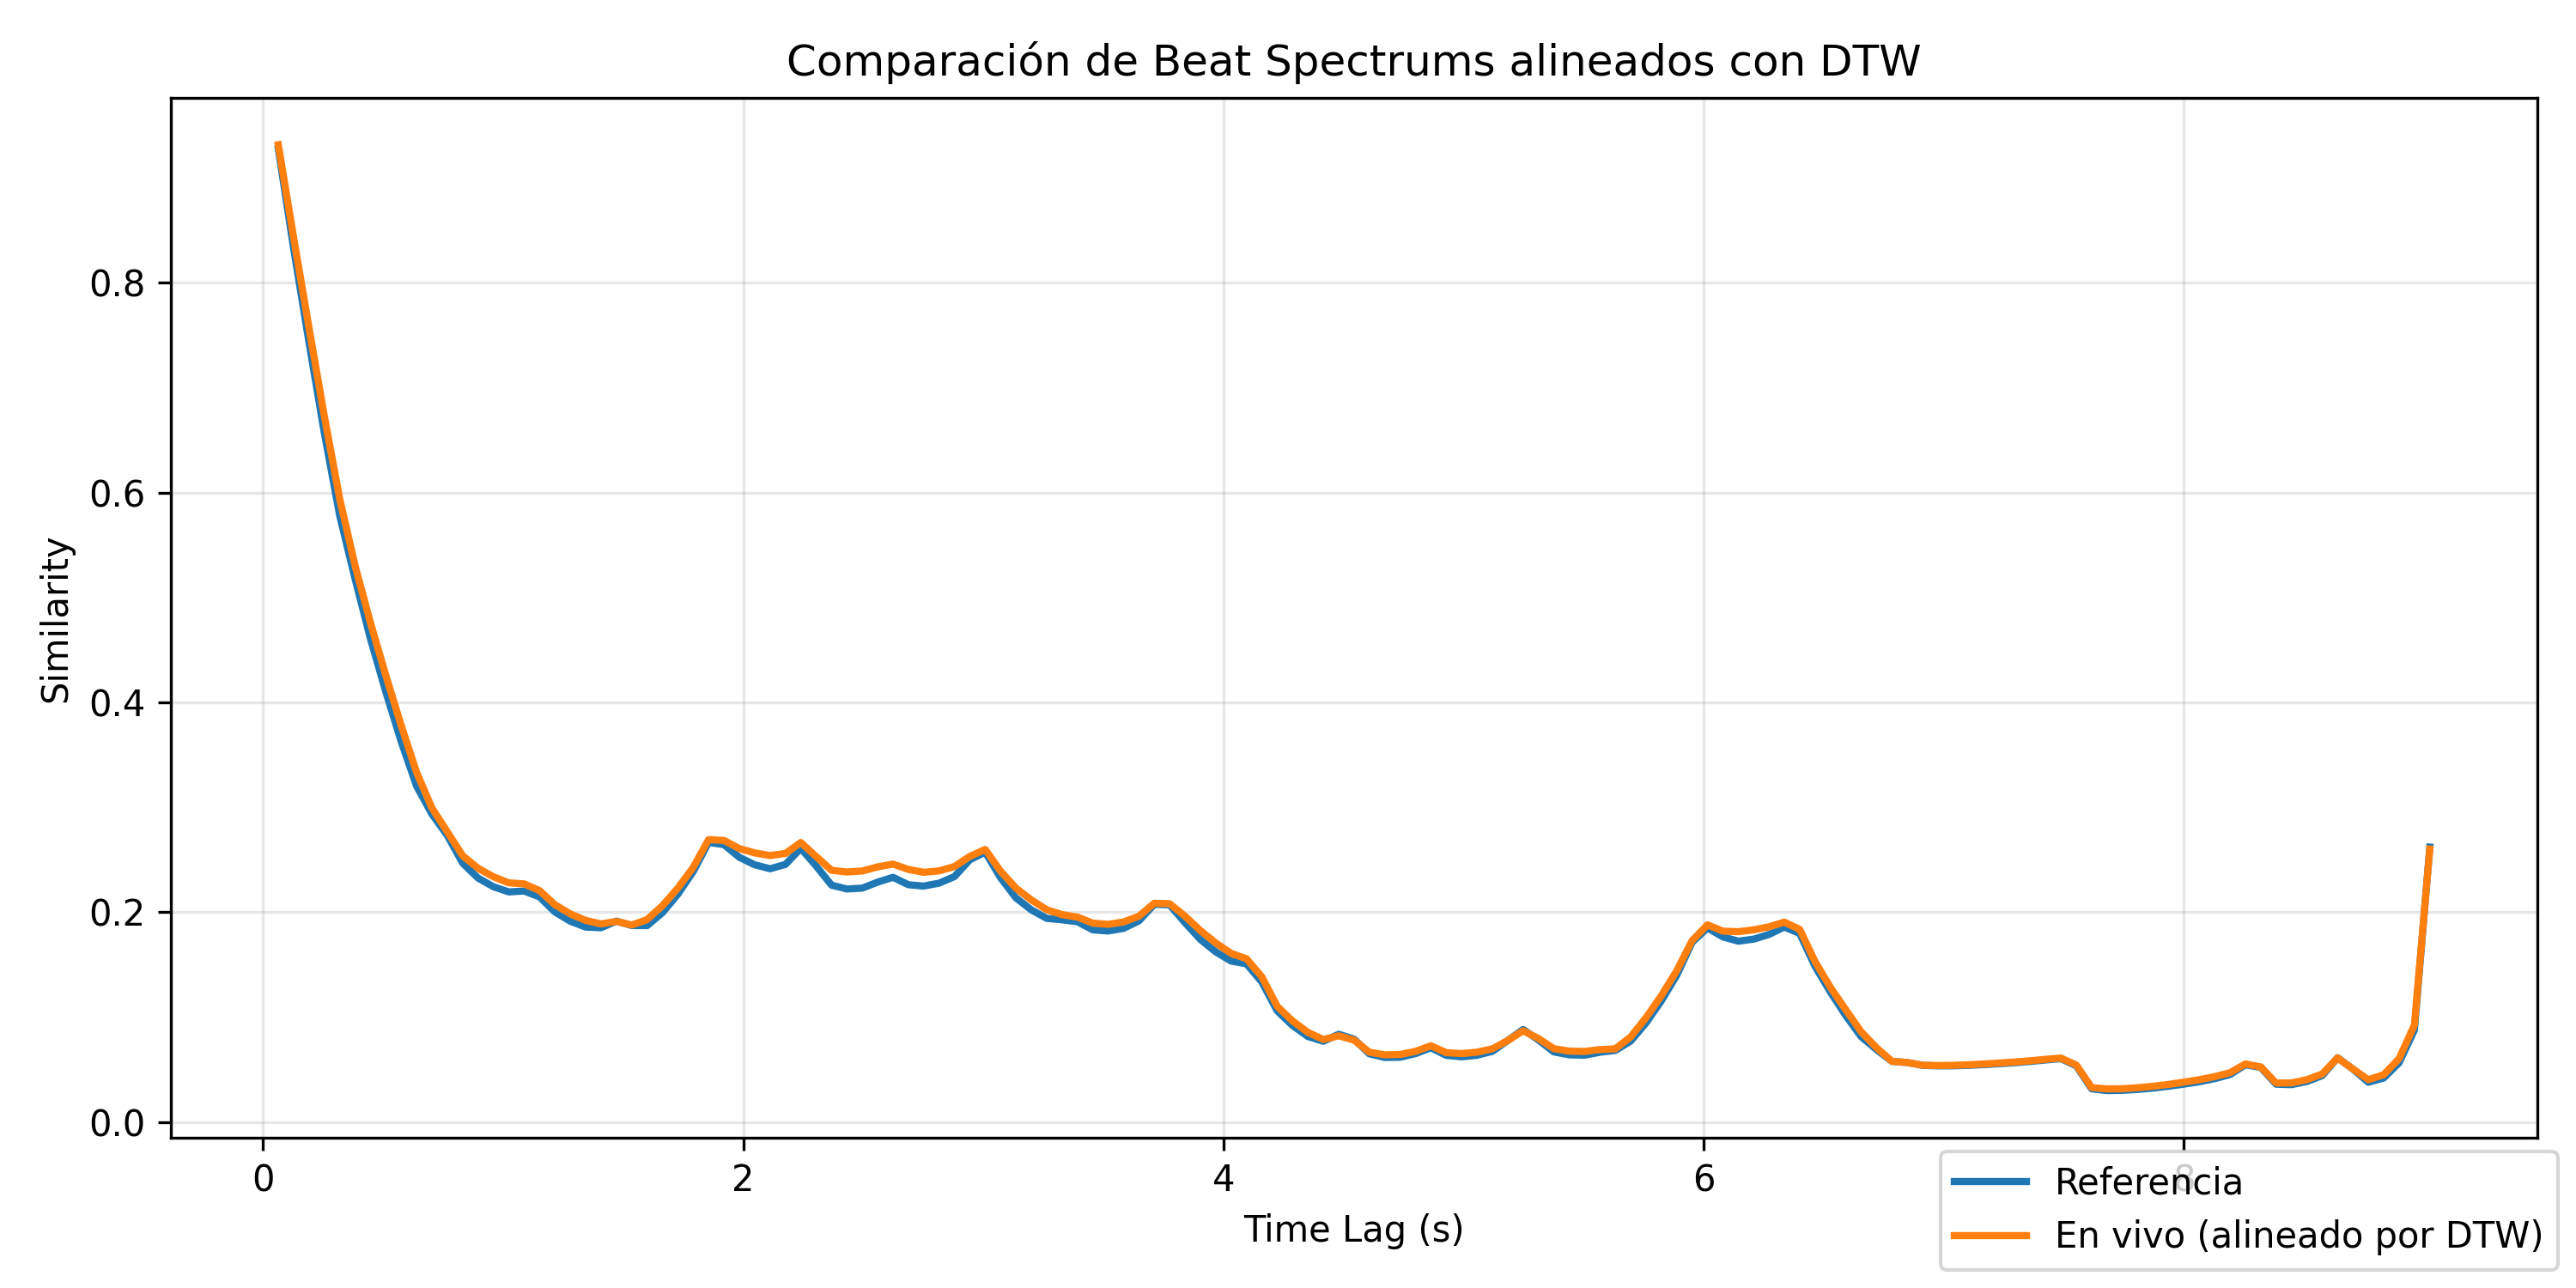 Comparación de Beat Spectrums alineados con DTW
Similarity
0.8
0.6
0.4
0.2
0.0
0 2 4 6 8
Time Lag (s)
Referencia
En vivo (alineado por DTW)